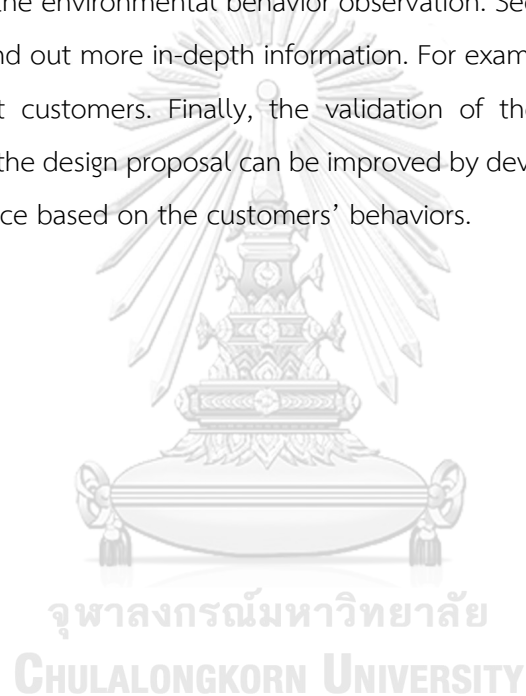 the environmental behavior observation. Sec
nd out more in-depth information. For exam
t customers. Finally, the validation of the
the design proposal can be improved by dev
ce based on the customers' behaviors.
จุฬาลงกรณ์มหาวิทยาลัย
CHULALONGKORN UNIVERSITY